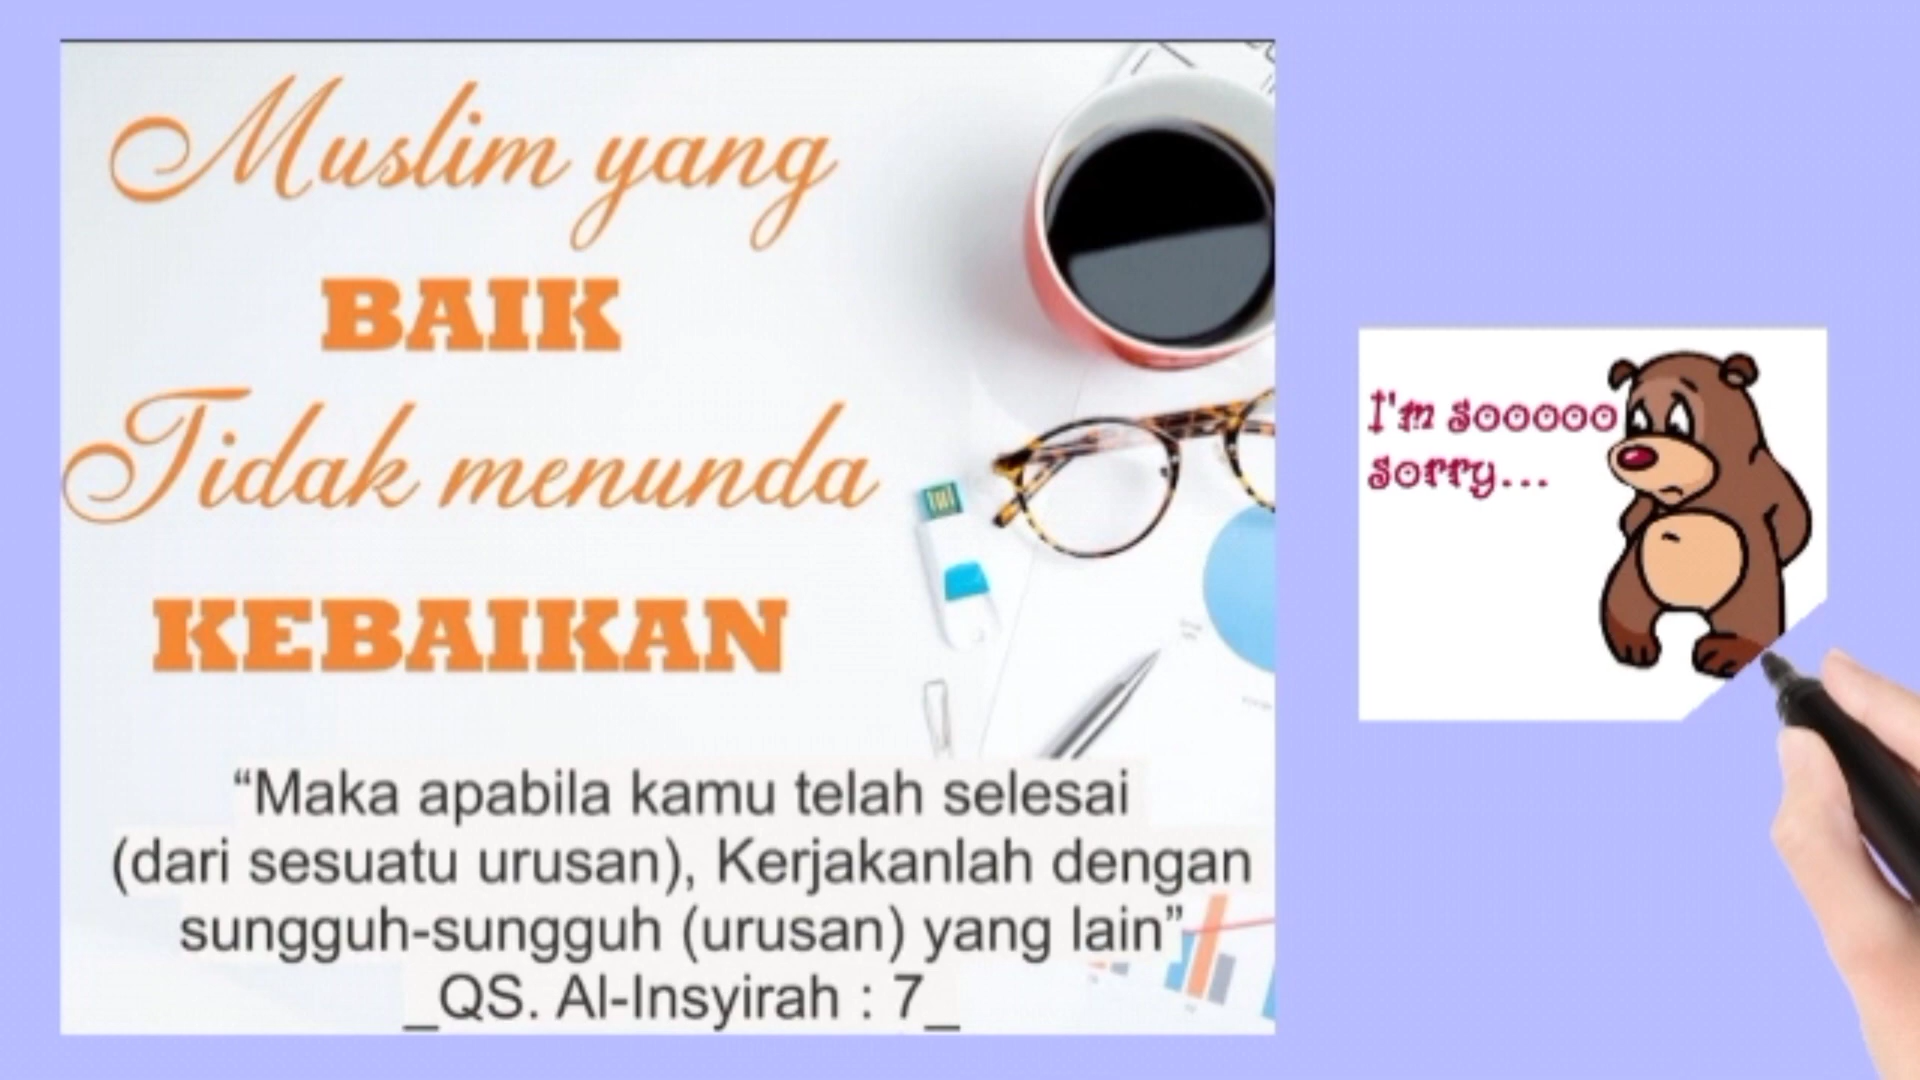 Muslim yang
BAIK
Tidak menunda
KEBAIKAN
“Maka apabila kamu telah selesai
(dari sesuatu urusan), Kerjakanlah dengan
sungguh-sungguh (urusan) yang lain”
_QS. Al-Insyirah : 7_
I'm sooooo
sorry...